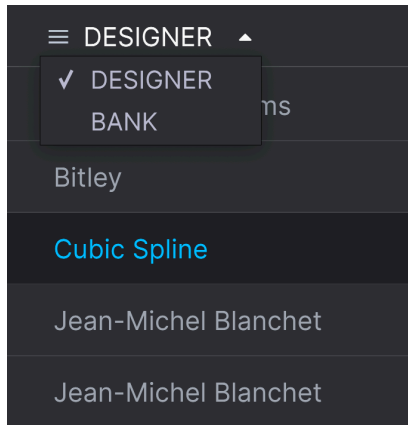 DESIGNER
DESIGNER
BANK
Bitley
Cubic Spline
Jean-Michel Blanchet
Jean-Michel Blanchet